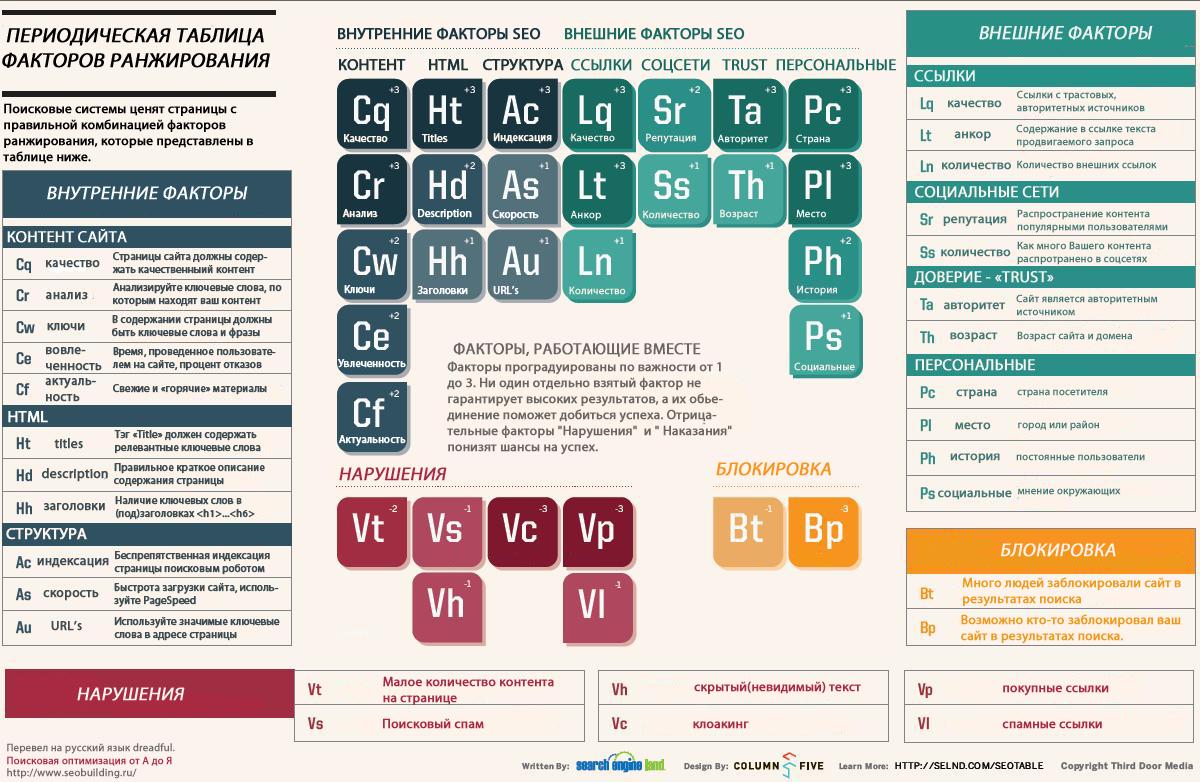 ПЕРИОДИЧЕСКАЯ ТАБЛИЦА
ФАКТОРОВ РАНЖИРОВАНИЯ
Поисковые системы ценят страницы с
правильной комбинацией факторов
ранжирования, оторые представлены в
таблице ниже.
ВНУТРЕННИЕ ФАКТОРЫ
КОНТЕНТ САЙТА
Cq качество Страницы сайта должны содер-
жать качественныий контент
Cr анализ Анализируйте ключевые слова, по
которым находят ваш контент
Cw ключи В содержании страницы должны
быть ключевые слова и фразы
Ce вовле-
ченность Время, проведенное пользовате-
лем на сайте, процент отказов
Cf актуаль-
ность Свежие и «горячие» материалы
HTML
Ht titles Тэг «Title» должен содержать
релевантные ключевые слова
Hd description Правильное краткое описание
содержания страницы
Hh заголовки Наличие ключевых слов в
(под)заголовках <h1>...<h6>
СТРУКТУРА
Ac индексация Беспрепятственная индексация
страницы поисковым роботом
As скорость Быстрота загрузки сайта, исполь-
зуйте PageSpeed
Au URL's Используйте значимые ключевые
слова в адресе страницы
ВНУТРЕННИЕ ФАКТОРЫ SEO ВНЕШНИЕ ФАКТОРЫ SEO
КОНТЕНТ HTML СТРУКТУРА ССЫЛКИ СОЦСЕТИ TRUST ПЕРСОНАЛЬНЫЕ
+3 +3 +3 +3 +2 +3 +3
Cq Ht Ac Lq Sr Ta Pc
Качество Titles Индексация Качество Репутация Авторитет Страна
+3 +2 +1 +3 +1 +1 +3
Cr Hd As Lt Ss Th Pl
Анализ Description Скорость Анкор Количество Возраст Место
+2 +1 +1 +1 +2
Cw Hh Au Ln Ph
Ключи Заголовки URL's Количество История
+2 +1
Ce Ps
Увлеченность Социальные
+2
Cf
Актуальность
ФАКТОРЫ, РАБОТАЮЩИЕ ВМЕСТЕ
Факторы проградуированы по важности от 1
до 3. Ни один отдельно взятый фактор не
гарантирует высоких результатов, а их обье-
динение поможет добиться успеха. Отрица-
тельные факторы "Нарушения" и " Наказания"
понизят шансы на успех.
НАРУШЕНИЯ
-2 -1 -3 -3
Vt Vs Vc Vp
-1 -1
Vh Vl
БЛОКИРОВКА
-1 -3
Bt Bp
ВНЕШНИЕ ФАКТОРЫ
ССЫЛКИ
Lq качество Ссылки с трастовых,
авторитетных источников
Lt анкор Содержание в ссылке текста
продвигаемого запроса
Ln количество Количество внешних ссылок
СОЦИАЛЬНЫЕ СЕТИ
Sr репутация Распространение контента
популярными пользователями
Ss количество Как много Вашего контента
распротранено в соцсетях
ДОВЕРИЕ - «TRUST»
Ta авторитет Сайт является авторитетным
источником
Th возраст Возраст сайта и домена
ПЕРСОНАЛЬНЫЕ
Pc страна страна посетителя
Pl место город или район
Ph история постоянные пользователи
Ps социальные мнение окружающих
БЛОКИРОВКА
Bt Много людей заблокировали сайт в
результатах поиска
Bp Возможно кто-то заблокировал ваш
сайт в результатах поиска.
НАРУШЕНИЯ
Vt Малое количество контента
на странице
Vs Поисковый спам
Vh скрытый(невидимый) текст
Vc клоакинг
Vp покупные ссылки
Vl спамные ссылки
Перевел на русский язык dreadful.
Поисковая оптимизация от А до Я
http://www.seobuilding.ru/
Written By: search engine land. Design By: COLUMN FIVE Learn More: HTTP://SELND.COM/SEOTABLE Copyright Third Door Media